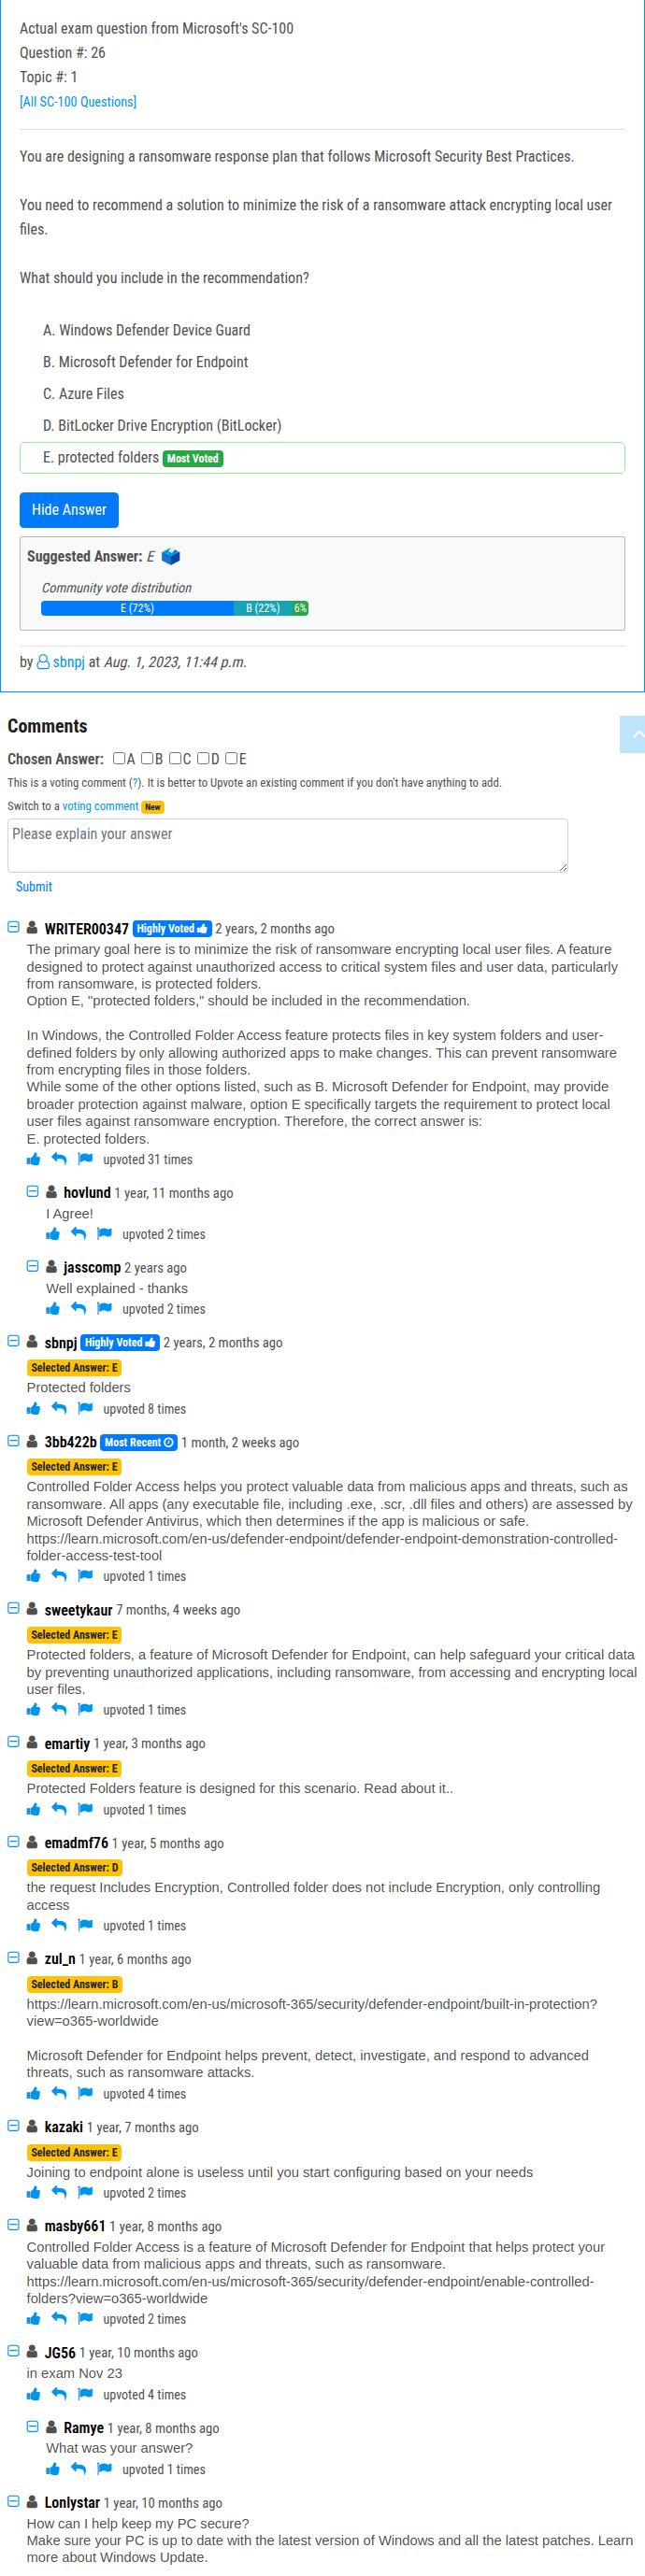 Actual exam question from Microsoft's SC-100
Question #: 26
Topic #: 1
[All SC-100 Questions]
You are designing a ransomware response plan that follows Microsoft Security Best Practices.
You need to recommend a solution to minimize the risk of a ransomware attack encrypting local user
files.
What should you include in the recommendation?
A. Windows Defender Device Guard
B. Microsoft Defender for Endpoint
C. Azure Files
D. BitLocker Drive Encryption (BitLocker)
E. protected folders Most Voted
Hide Answer
Suggested Answer: E
Community vote distribution
E (72%) B (22%) 6%
by sbnpj at Aug. 1, 2023, 11:44 p.m.
Comments
Chosen Answer: A B C D E
This is a voting comment (?). It is better to Upvote an existing comment if you don't have anything to add.
Switch to a voting comment New
Please explain your answer
Submit
WRITER00347 Highly Voted 2 years, 2 months ago
The primary goal here is to minimize the risk of ransomware encrypting local user files. A feature
designed to protect against unauthorized access to critical system files and user data, particularly
from ransomware, is protected folders.
Option E, "protected folders," should be included in the recommendation.
In Windows, the Controlled Folder Access feature protects files in key system folders and user-
defined folders by only allowing authorized apps to make changes. This can prevent ransomware
from encrypting files in those folders.
While some of the other options listed, such as B. Microsoft Defender for Endpoint, may provide
broader protection against malware, option E specifically targets the requirement to protect local
user files against ransomware encryption. Therefore, the correct answer is:
E. protected folders.
upvoted 31 times
hovlund 1 year, 11 months ago
I Agree!
upvoted 2 times
jasscomp 2 years ago
Well explained - thanks
upvoted 2 times
sbnpj Highly Voted 2 years, 2 months ago
Selected Answer: E
Protected folders
upvoted 8 times
3bb422b Most Recent 1 month, 2 weeks ago
Selected Answer: E
Controlled Folder Access helps you protect valuable data from malicious apps and threats, such as
ransomware. All apps (any executable file, including .exe, .scr, .dll files and others) are assessed by
Microsoft Defender Antivirus, which then determines if the app is malicious or safe.
https://learn.microsoft.com/en-us/defender-endpoint/defender-endpoint-demonstration-controlled-
folder-access-test-tool
upvoted 1 times
sweetykaur 7 months, 4 weeks ago
Selected Answer: E
Protected folders, a feature of Microsoft Defender for Endpoint, can help safeguard your critical data
by preventing unauthorized applications, including ransomware, from accessing and encrypting local
user files.
upvoted 1 times
emartiy 1 year, 3 months ago
Selected Answer: E
Protected Folders feature is designed for this scenario. Read about it..
upvoted 1 times
emadmf76 1 year, 5 months ago
Selected Answer: D
the request Includes Encryption, Controlled folder does not include Encryption, only controlling
access
upvoted 1 times
zul_n 1 year, 6 months ago
Selected Answer: B
https://learn.microsoft.com/en-us/microsoft-365/security/defender-endpoint/built-in-protection?
view=o365-worldwide
Microsoft Defender for Endpoint helps prevent, detect, investigate, and respond to advanced
threats, such as ransomware attacks.
upvoted 4 times
kazaki 1 year, 7 months ago
Selected Answer: E
Joining to endpoint alone is useless until you start configuring based on your needs
upvoted 2 times
masby661 1 year, 8 months ago
Controlled Folder Access is a feature of Microsoft Defender for Endpoint that helps protect your
valuable data from malicious apps and threats, such as ransomware.
https://learn.microsoft.com/en-us/microsoft-365/security/defender-endpoint/enable-controlled-
folders?view=o365-worldwide
upvoted 2 times
JG56 1 year, 10 months ago
in exam Nov 23
upvoted 4 times
Ramye 1 year, 8 months ago
What was your answer?
upvoted 1 times
Lonlystar 1 year, 10 months ago
How can I help keep my PC secure?
Make sure your PC is up to date with the latest version of Windows and all the latest patches. Learn
more about Windows Update.